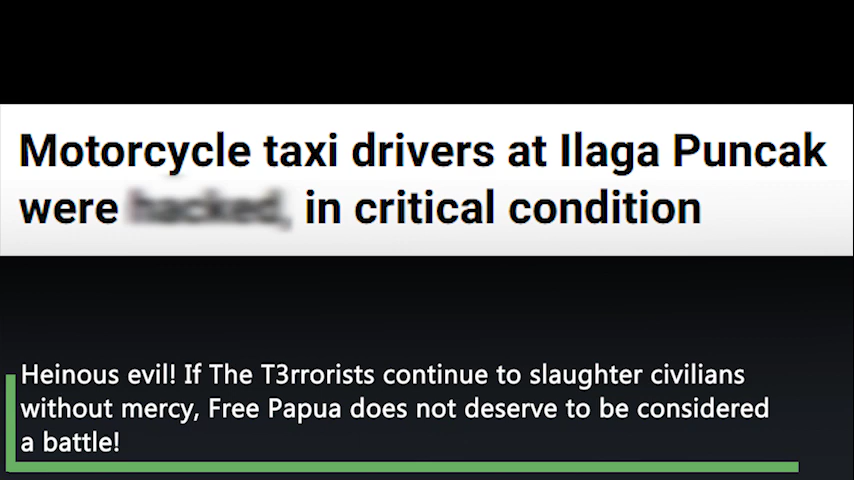 Motorcycle taxi drivers at Ilaga Puncak
were hacked, in critical condition
Heinous evil! If The T3rrorists continue to slaughter civilians
without mercy, Free Papua does not deserve to be considered
a battle!